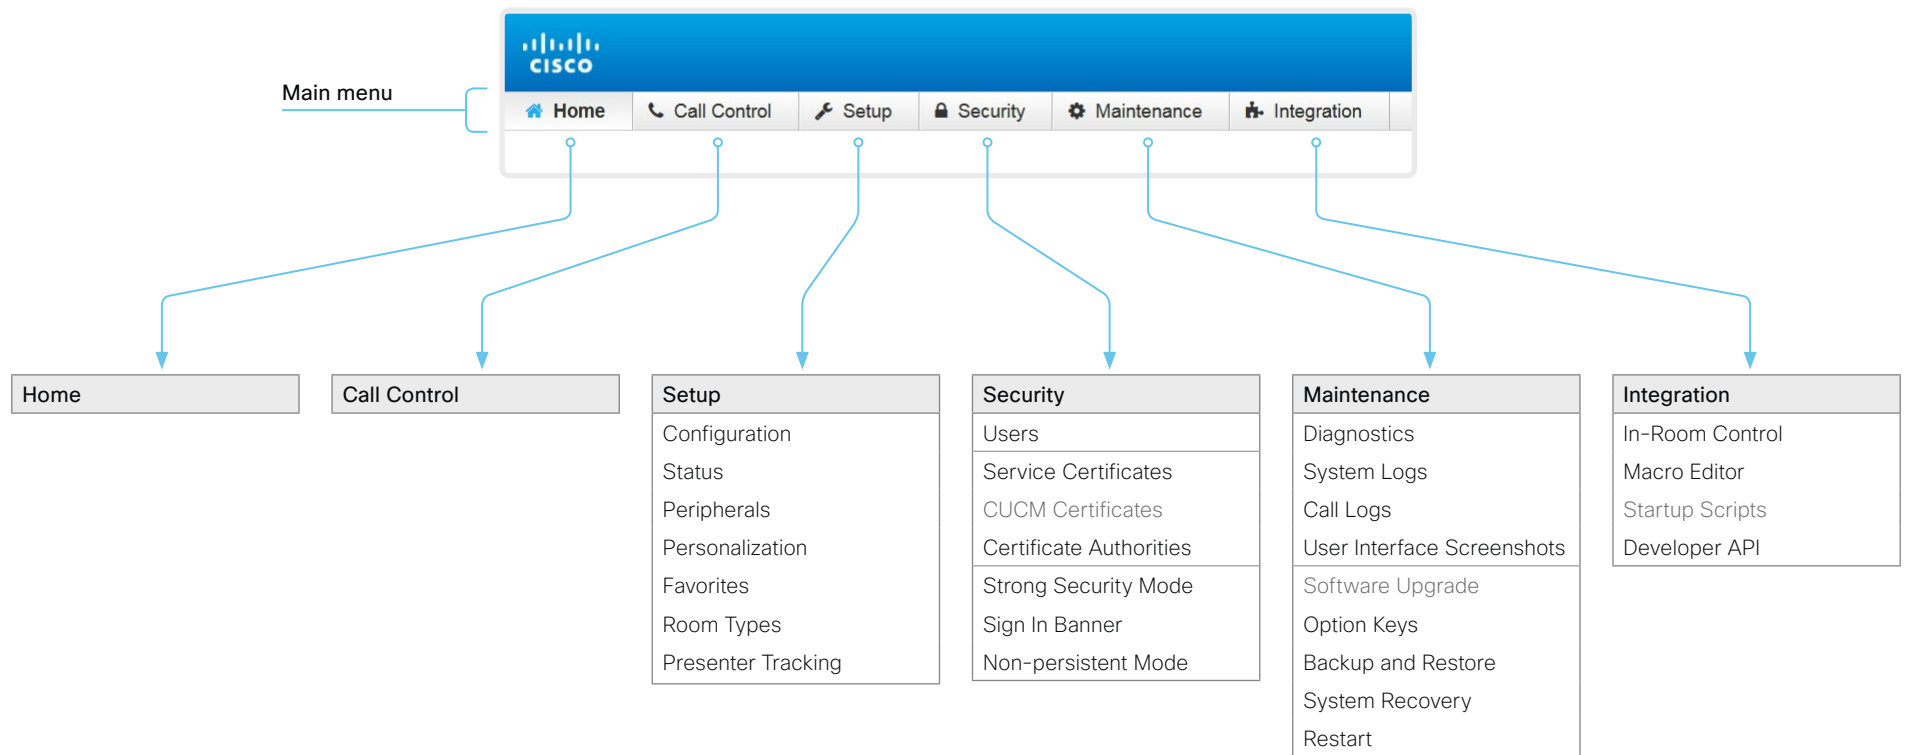 CISCO
Main menu
Home
Call Control
Setup
Security
Maintenance
Integration
Home
Call Control
Setup
Configuration
Status
Peripherals
Personalization
Favorites
Room Types
Presenter Tracking
Security
Users
Service Certificates
CUCM Certificates
Certificate Authorities
Strong Security Mode
Sign In Banner
Non-persistent Mode
Maintenance
Diagnostics
System Logs
Call Logs
User Interface Screenshots
Software Upgrade
Option Keys
Backup and Restore
System Recovery
Restart
Integration
In-Room Control
Macro Editor
Startup Scripts
Developer API